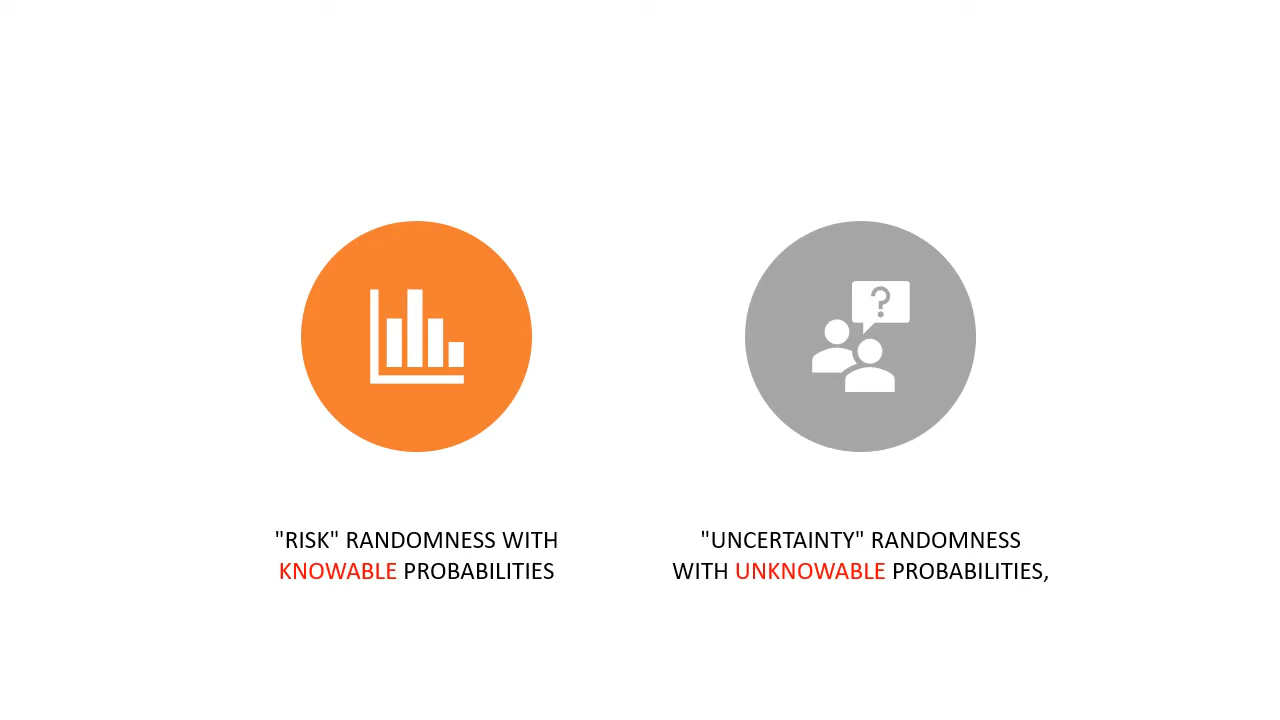 ?
"RISK" RANDOMNESS WITH
KNOWABLE PROBABILITIES
"UNCERTAINTY" RANDOMNESS
WITH UNKNOWABLE PROBABILITIES,